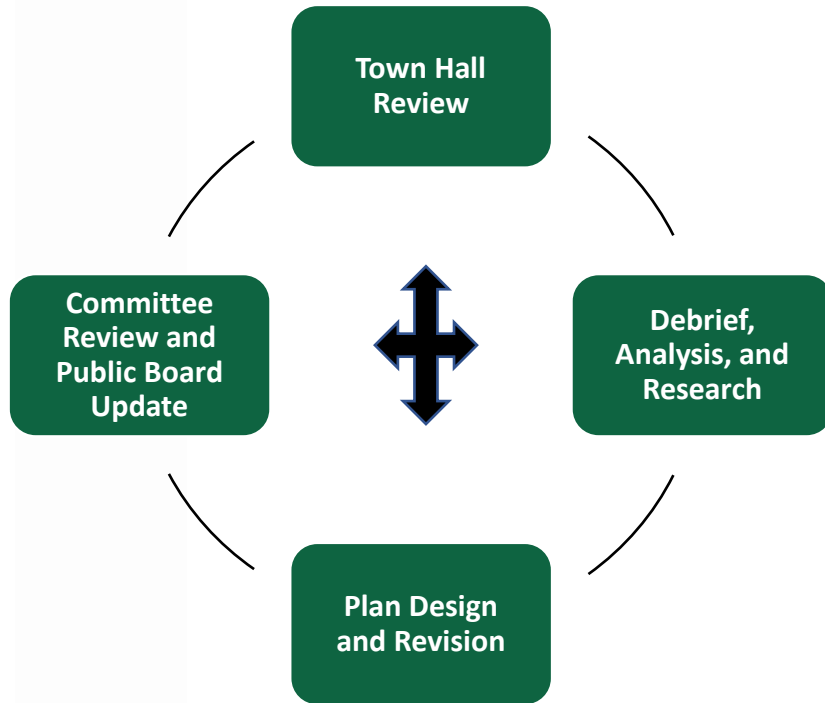 Town Hall
Review
Committee
Review and
Public Board
Update
Debrief,
Analysis, and
Research
Plan Design
and Revision